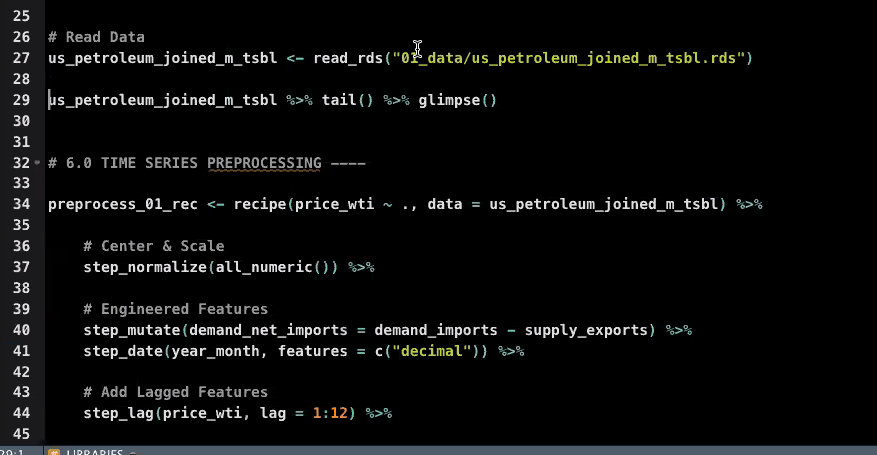 25
26 # Read Data
27 us_petroleum_joined_m_tsbl <- read_rds("01_data/us_petroleum_joined_m_tsbl.rds")
28
29 us_petroleum_joined_m_tsbl %>% tail() %>% glimpse()
30
31
32 # 6.0 TIME SERIES PREPROCESSING ----
33
34 preprocess_01_rec <- recipe(price_wti ~ ., data = us_petroleum_joined_m_tsbl) %>%
35
36 # Center & Scale
37 step_normalize(all_numeric()) %>%
38
39 # Engineered Features
40 step_mutate(demand_net_imports = demand_imports - supply_exports) %>%
41 step_date(year_month, features = c("decimal")) %>%
42
43 # Add Lagged Features
44 step_lag(price_wti, lag = 1:12) %>%
45
29:1 # LIBRARIES